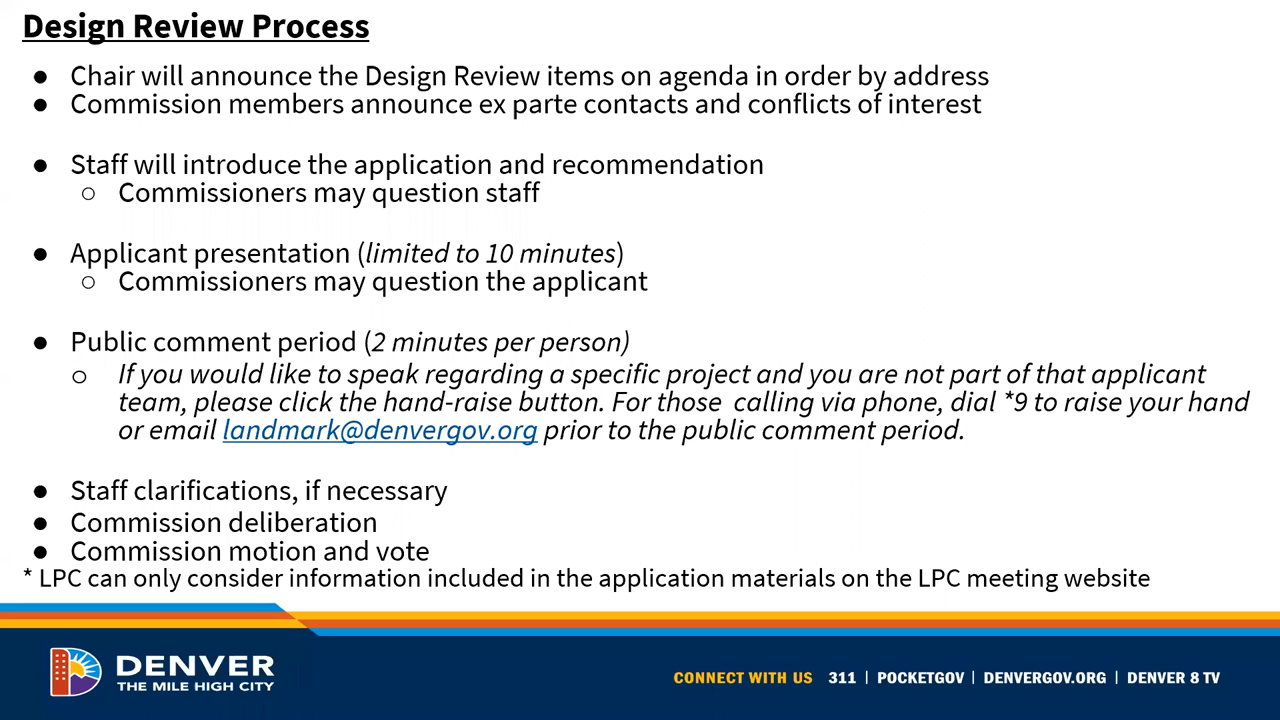 Design Review Process
● Chair will announce the Design Review items on agenda in order by address
● Commission members announce ex parte contacts and conflicts of interest
● Staff will introduce the application and recommendation
○ Commissioners may question staff
● Applicant presentation (limited to 10 minutes)
○ Commissioners may question the applicant
● Public comment period (2 minutes per person)
○ If you would like to speak regarding a specific project and you are not part of that applicant
team, please click the hand-raise button. For those calling via phone, dial *9 to raise your hand
or email landmark@denvergov.org prior to the public comment period.
● Staff clarifications, if necessary
● Commission deliberation
● Commission motion and vote
* LPC can only consider information included in the application materials on the LPC meeting website
DENVER
THE MILE HIGH CITY
CONNECT WITH US 311 | POCKETGOV | DENVERGOV.ORG | DENVER 8 TV